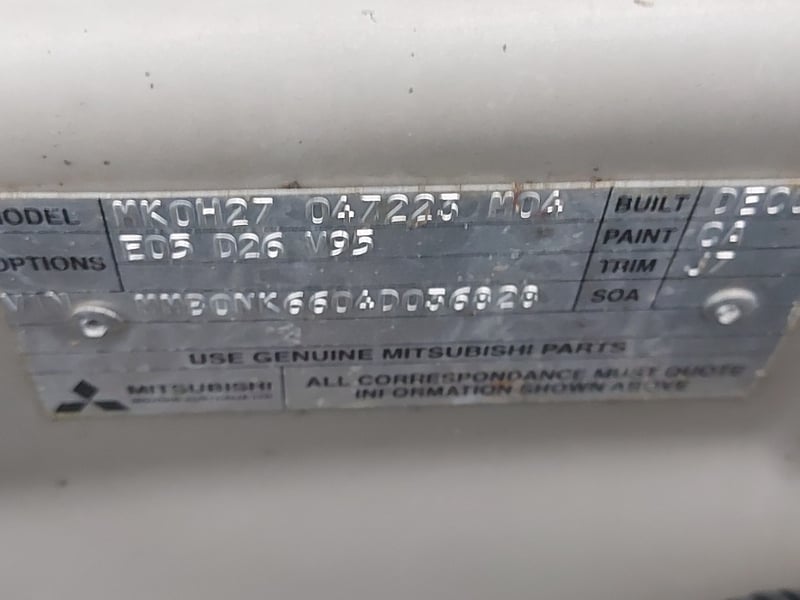 MODEL MK0H27 047223 M04 BUILT
OPTIONS E05 D26 V95 PAINT CA
TRIM J7
VIN SOA
USE GENUINE MITSUBISHI PARTS
MITSUBISHI ALL CORRESPONDANCE MUST QUOTE
INFORMATION SHOWN ABOVE